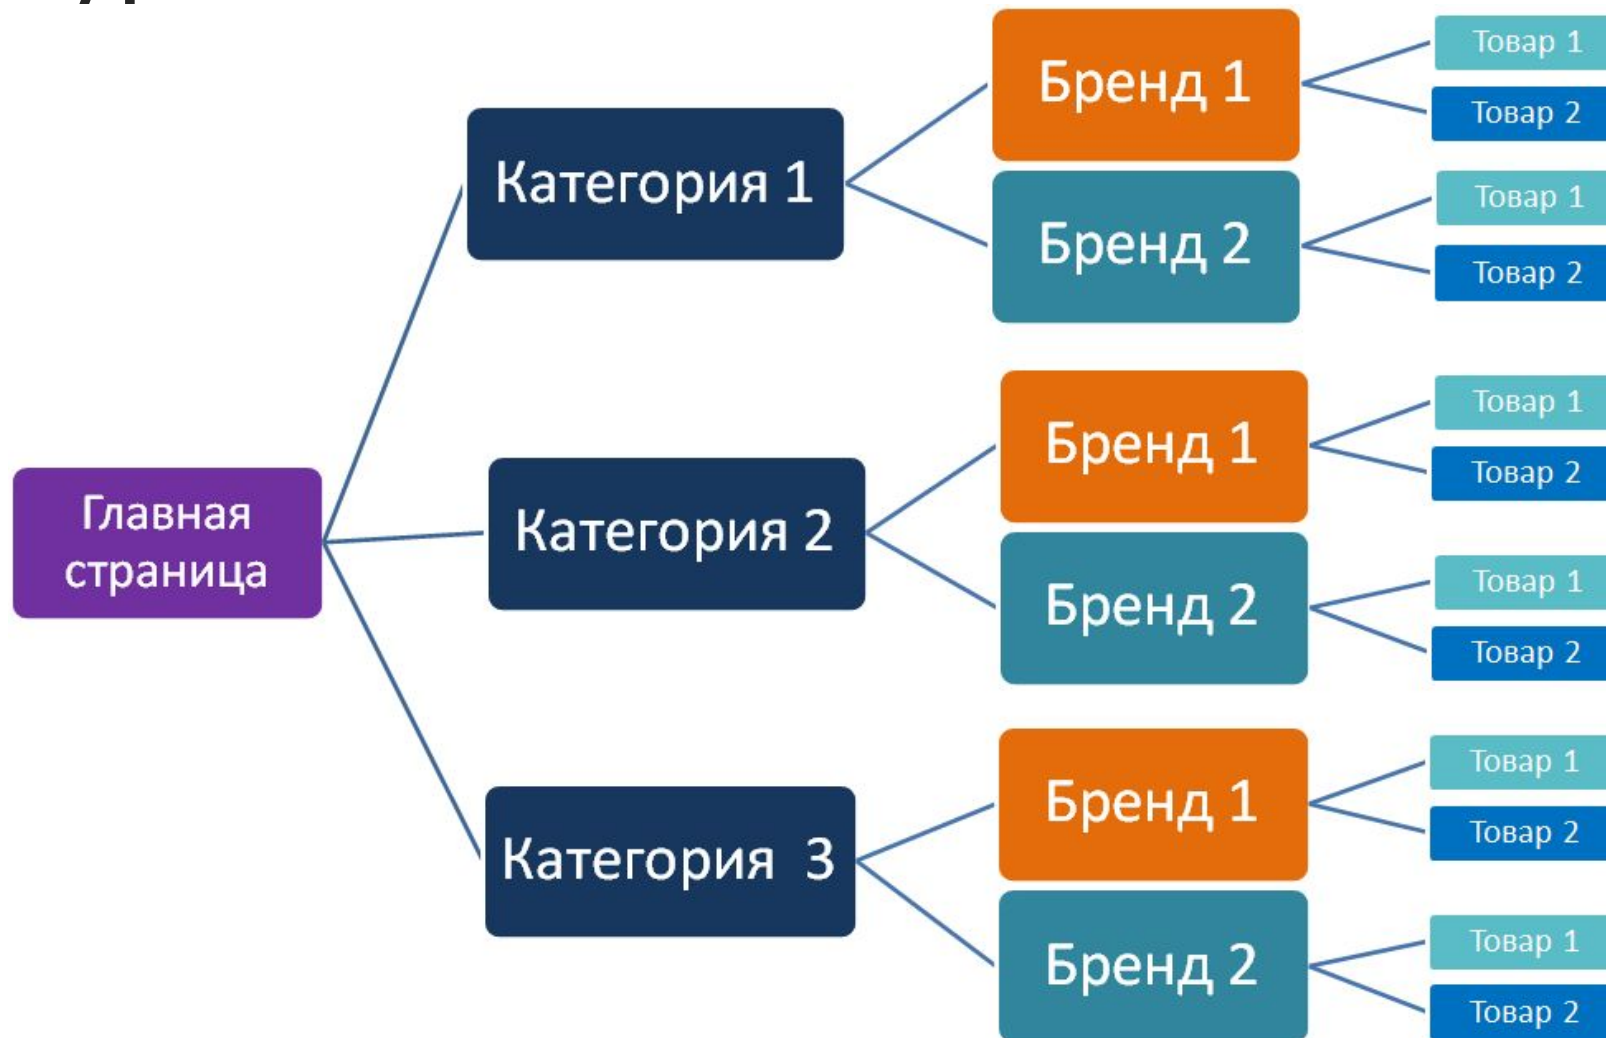 Главная
страница
Категория 1
Бренд 1
Товар 1
Товар 2
Бренд 2
Товар 1
Товар 2
Категория 2
Бренд 1
Товар 1
Товар 2
Бренд 2
Товар 1
Товар 2
Категория 3
Бренд 1
Товар 1
Товар 2
Бренд 2
Товар 1
Товар 2